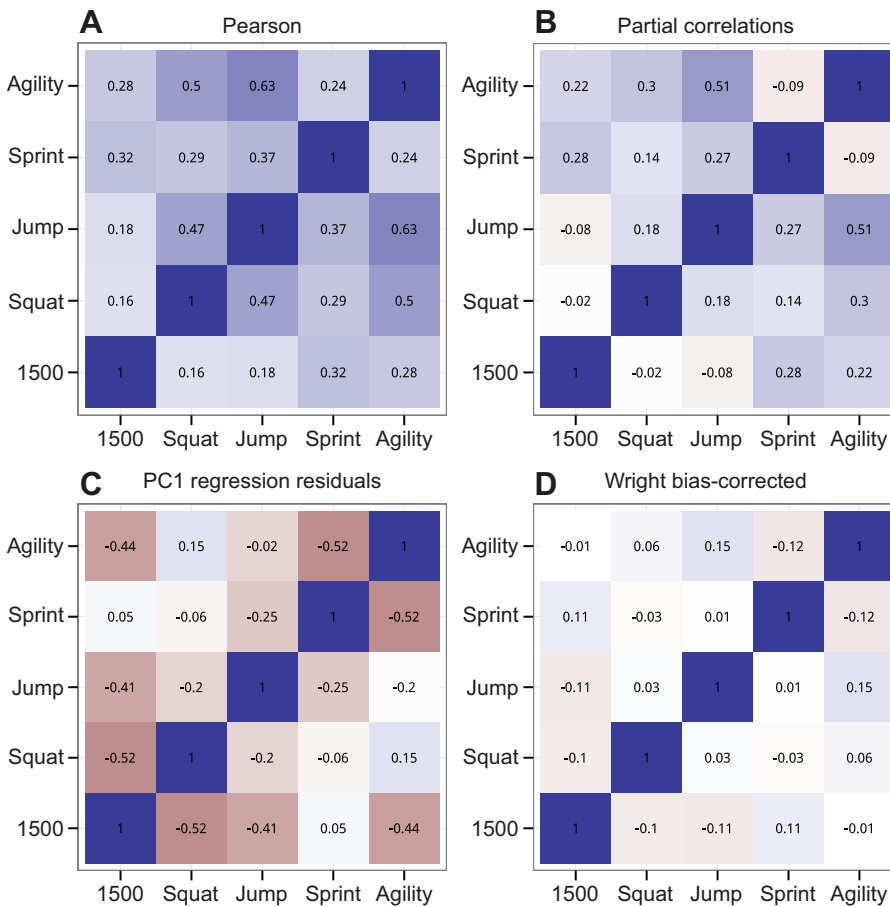 A Pearson
Agility 0.28 0.5 0.63 0.24 1
Sprint 0.32 0.29 0.37 1 0.24
Jump 0.18 0.47 1 0.37 0.63
Squat 0.16 1 0.47 0.29 0.5
1500 1 0.16 0.18 0.32 0.28
1500 Squat Jump Sprint Agility
B Partial correlations
Agility 0.22 0.3 0.51 -0.09 1
Sprint 0.28 0.14 0.27 1 -0.09
Jump -0.08 0.18 1 0.27 0.51
Squat -0.02 1 0.18 0.14 0.3
1500 1 -0.02 -0.08 0.28 0.22
1500 Squat Jump Sprint Agility
C PC1 regression residuals
Agility -0.44 0.15 -0.02 -0.52 1
Sprint 0.05 -0.06 -0.25 1 -0.52
Jump -0.41 -0.2 1 -0.25 -0.2
Squat -0.52 1 -0.2 -0.06 0.15
1500 1 -0.52 -0.41 0.05 -0.44
1500 Squat Jump Sprint Agility
D Wright bias-corrected
Agility -0.01 0.06 0.15 -0.12 1
Sprint 0.11 -0.03 0.01 1 -0.12
Jump -0.11 0.03 1 0.01 0.15
Squat -0.1 1 0.03 -0.03 0.06
1500 1 -0.1 -0.11 0.11 -0.01
1500 Squat Jump Sprint Agility